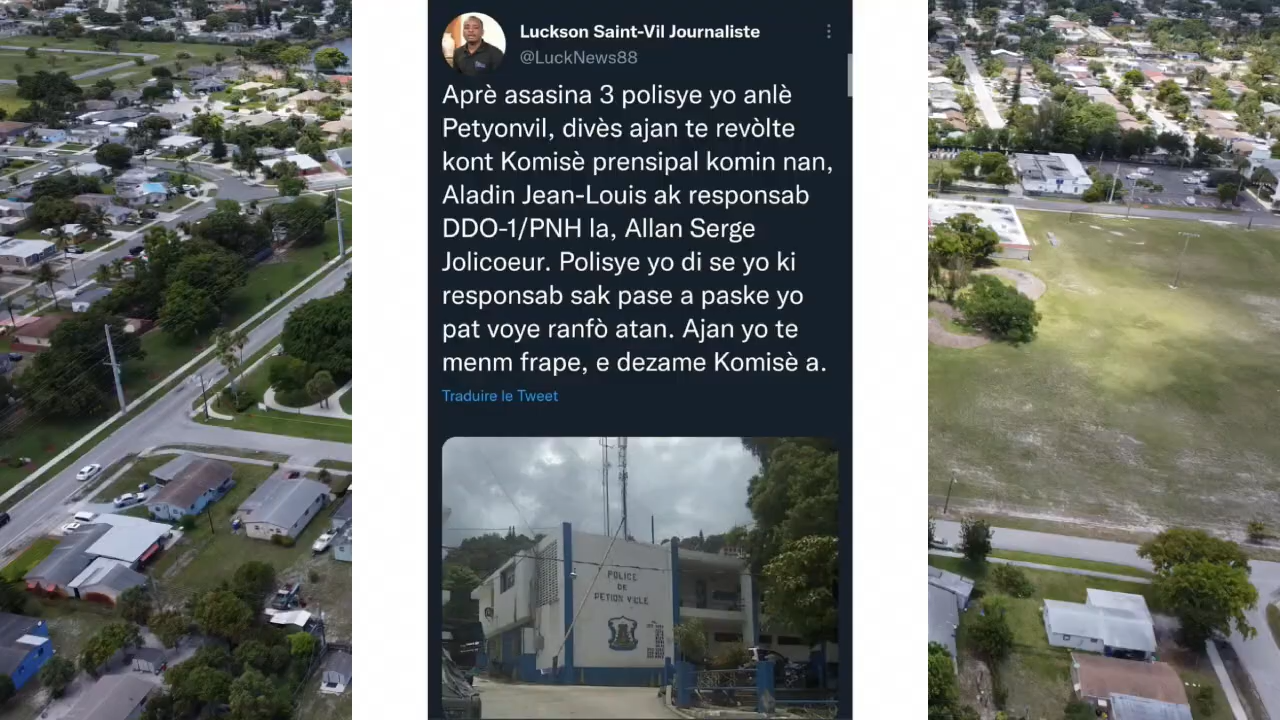 Luckson Saint-Vil Journaliste
@LuckNews88
Aprè asasina 3 polisye yo anlè
Petyonvil, divès ajan te revòlte
kont Komisè prensipal komin nan,
Aladin Jean-Louis ak responsab
DDO-1/PNH la, Allan Serge
Jolicoeur. Polisye yo di se yo ki
responsab sak pase a paske yo
pat voye ranfò atan. Ajan yo te
menm frape, e dezame Komisè a.
Traduire le Tweet
POLICE
DE
PETION VILLE